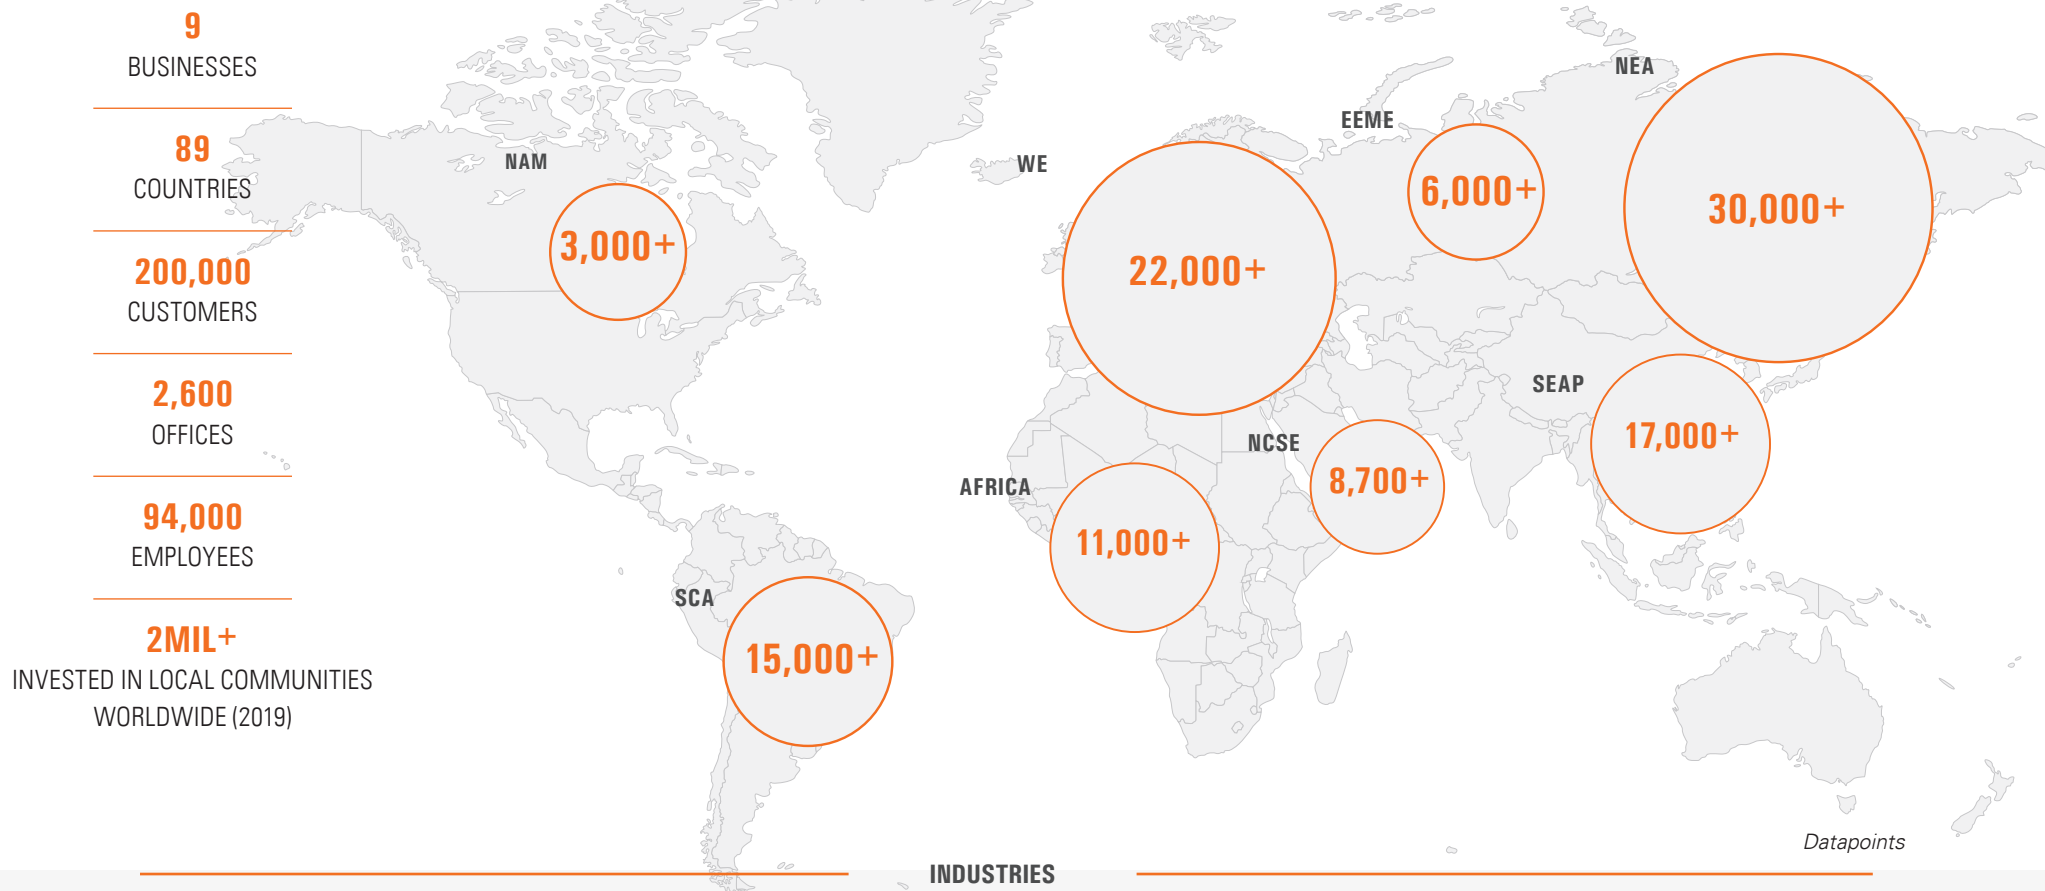 9
BUSINESSES
89
COUNTRIES
200,000
CUSTOMERS
2,600
OFFICES
94,000
EMPLOYEES
2MIL+
INVESTED IN LOCAL COMMUNITIES
WORLDWIDE (2019)
NAM
3,000+
SCA
15,000+
WE
22,000+
AFRICA
11,000+
NCSE
8,700+
EEME
6,000+
NEA
30,000+
SEAP
17,000+
Datapoints
INDUSTRIES